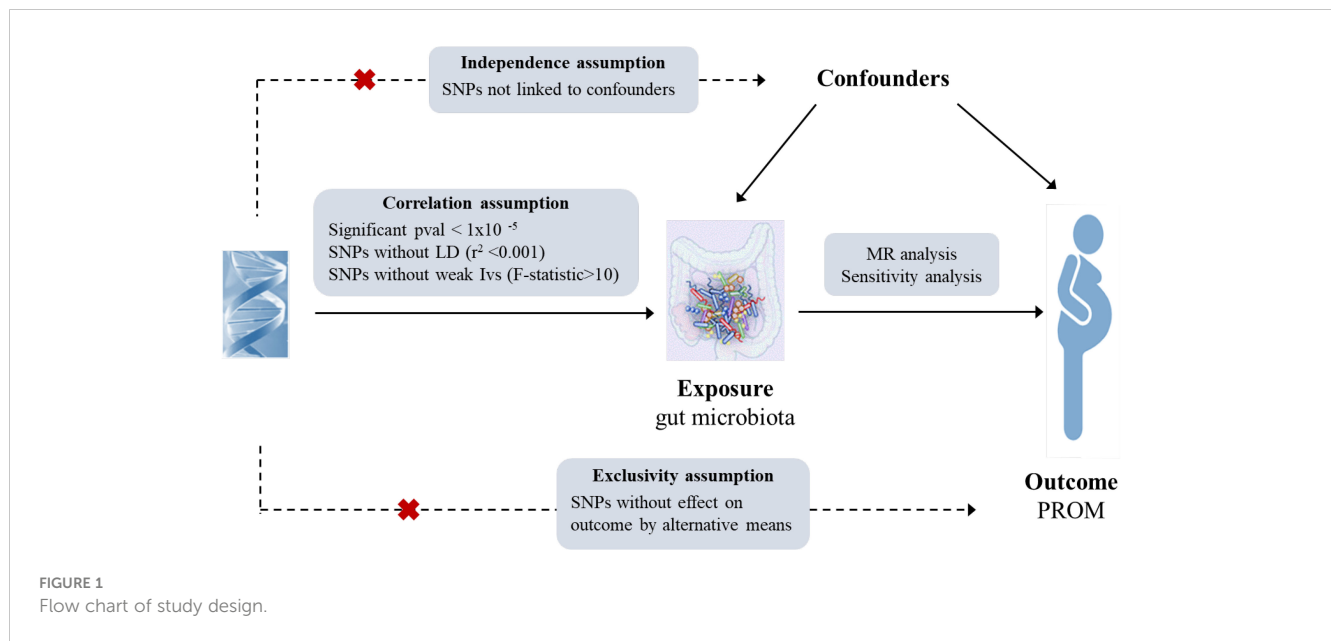 Independence assumption
SNPs not linked to confounders
Confounders
Correlation assumption
Significant pval < 1x10 -5
SNPs without LD (r² <0.001)
SNPs without weak Ivs (F-statistic>10)
MR analysis
Sensitivity analysis
Exposure
gut microbiota
Exclusivity assumption
SNPs without effect on
outcome by alternative means
Outcome
PROM
FIGURE 1
Flow chart of study design.